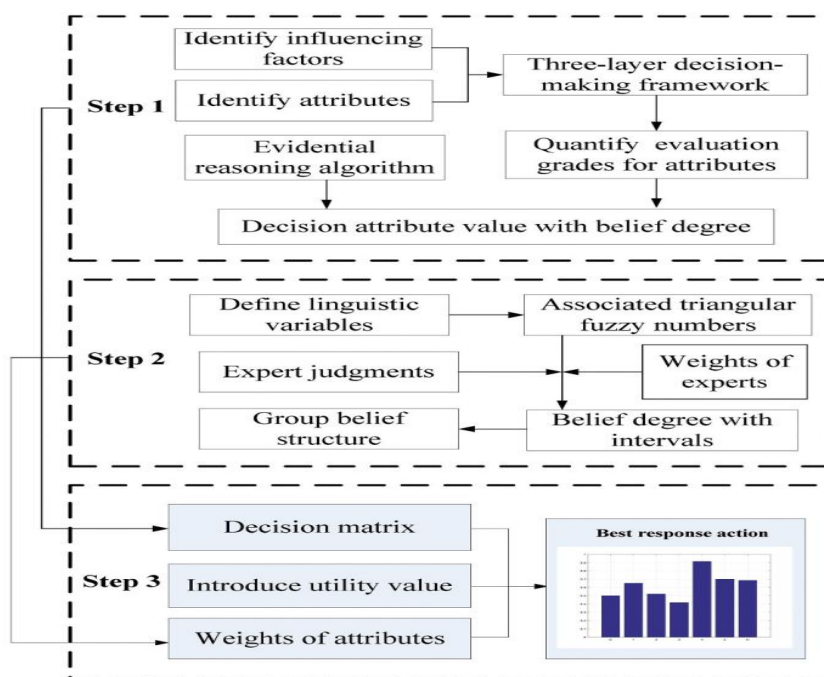 Identify influencing
factors
Identify attributes
Step 1
Three-layer decision-
making framework
Evidential
reasoning algorithm
Quantify evaluation
grades for attributes
Decision attribute value with belief degree
Step 2
Define linguistic
variables
Associated triangular
fuzzy numbers
Expert judgments
Weights of
experts
Group belief
structure
Belief degree with
intervals
Step 3
Decision matrix
Introduce utility value
Weights of attributes
Best response action